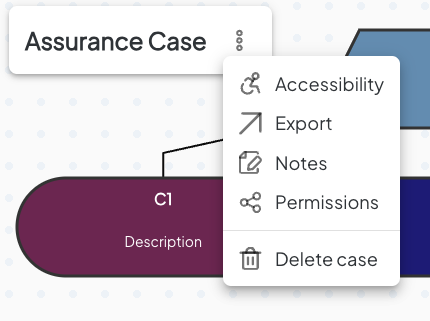 Assurance Case
Accessibility
Export
Notes
Permissions
Delete case
C1
Description